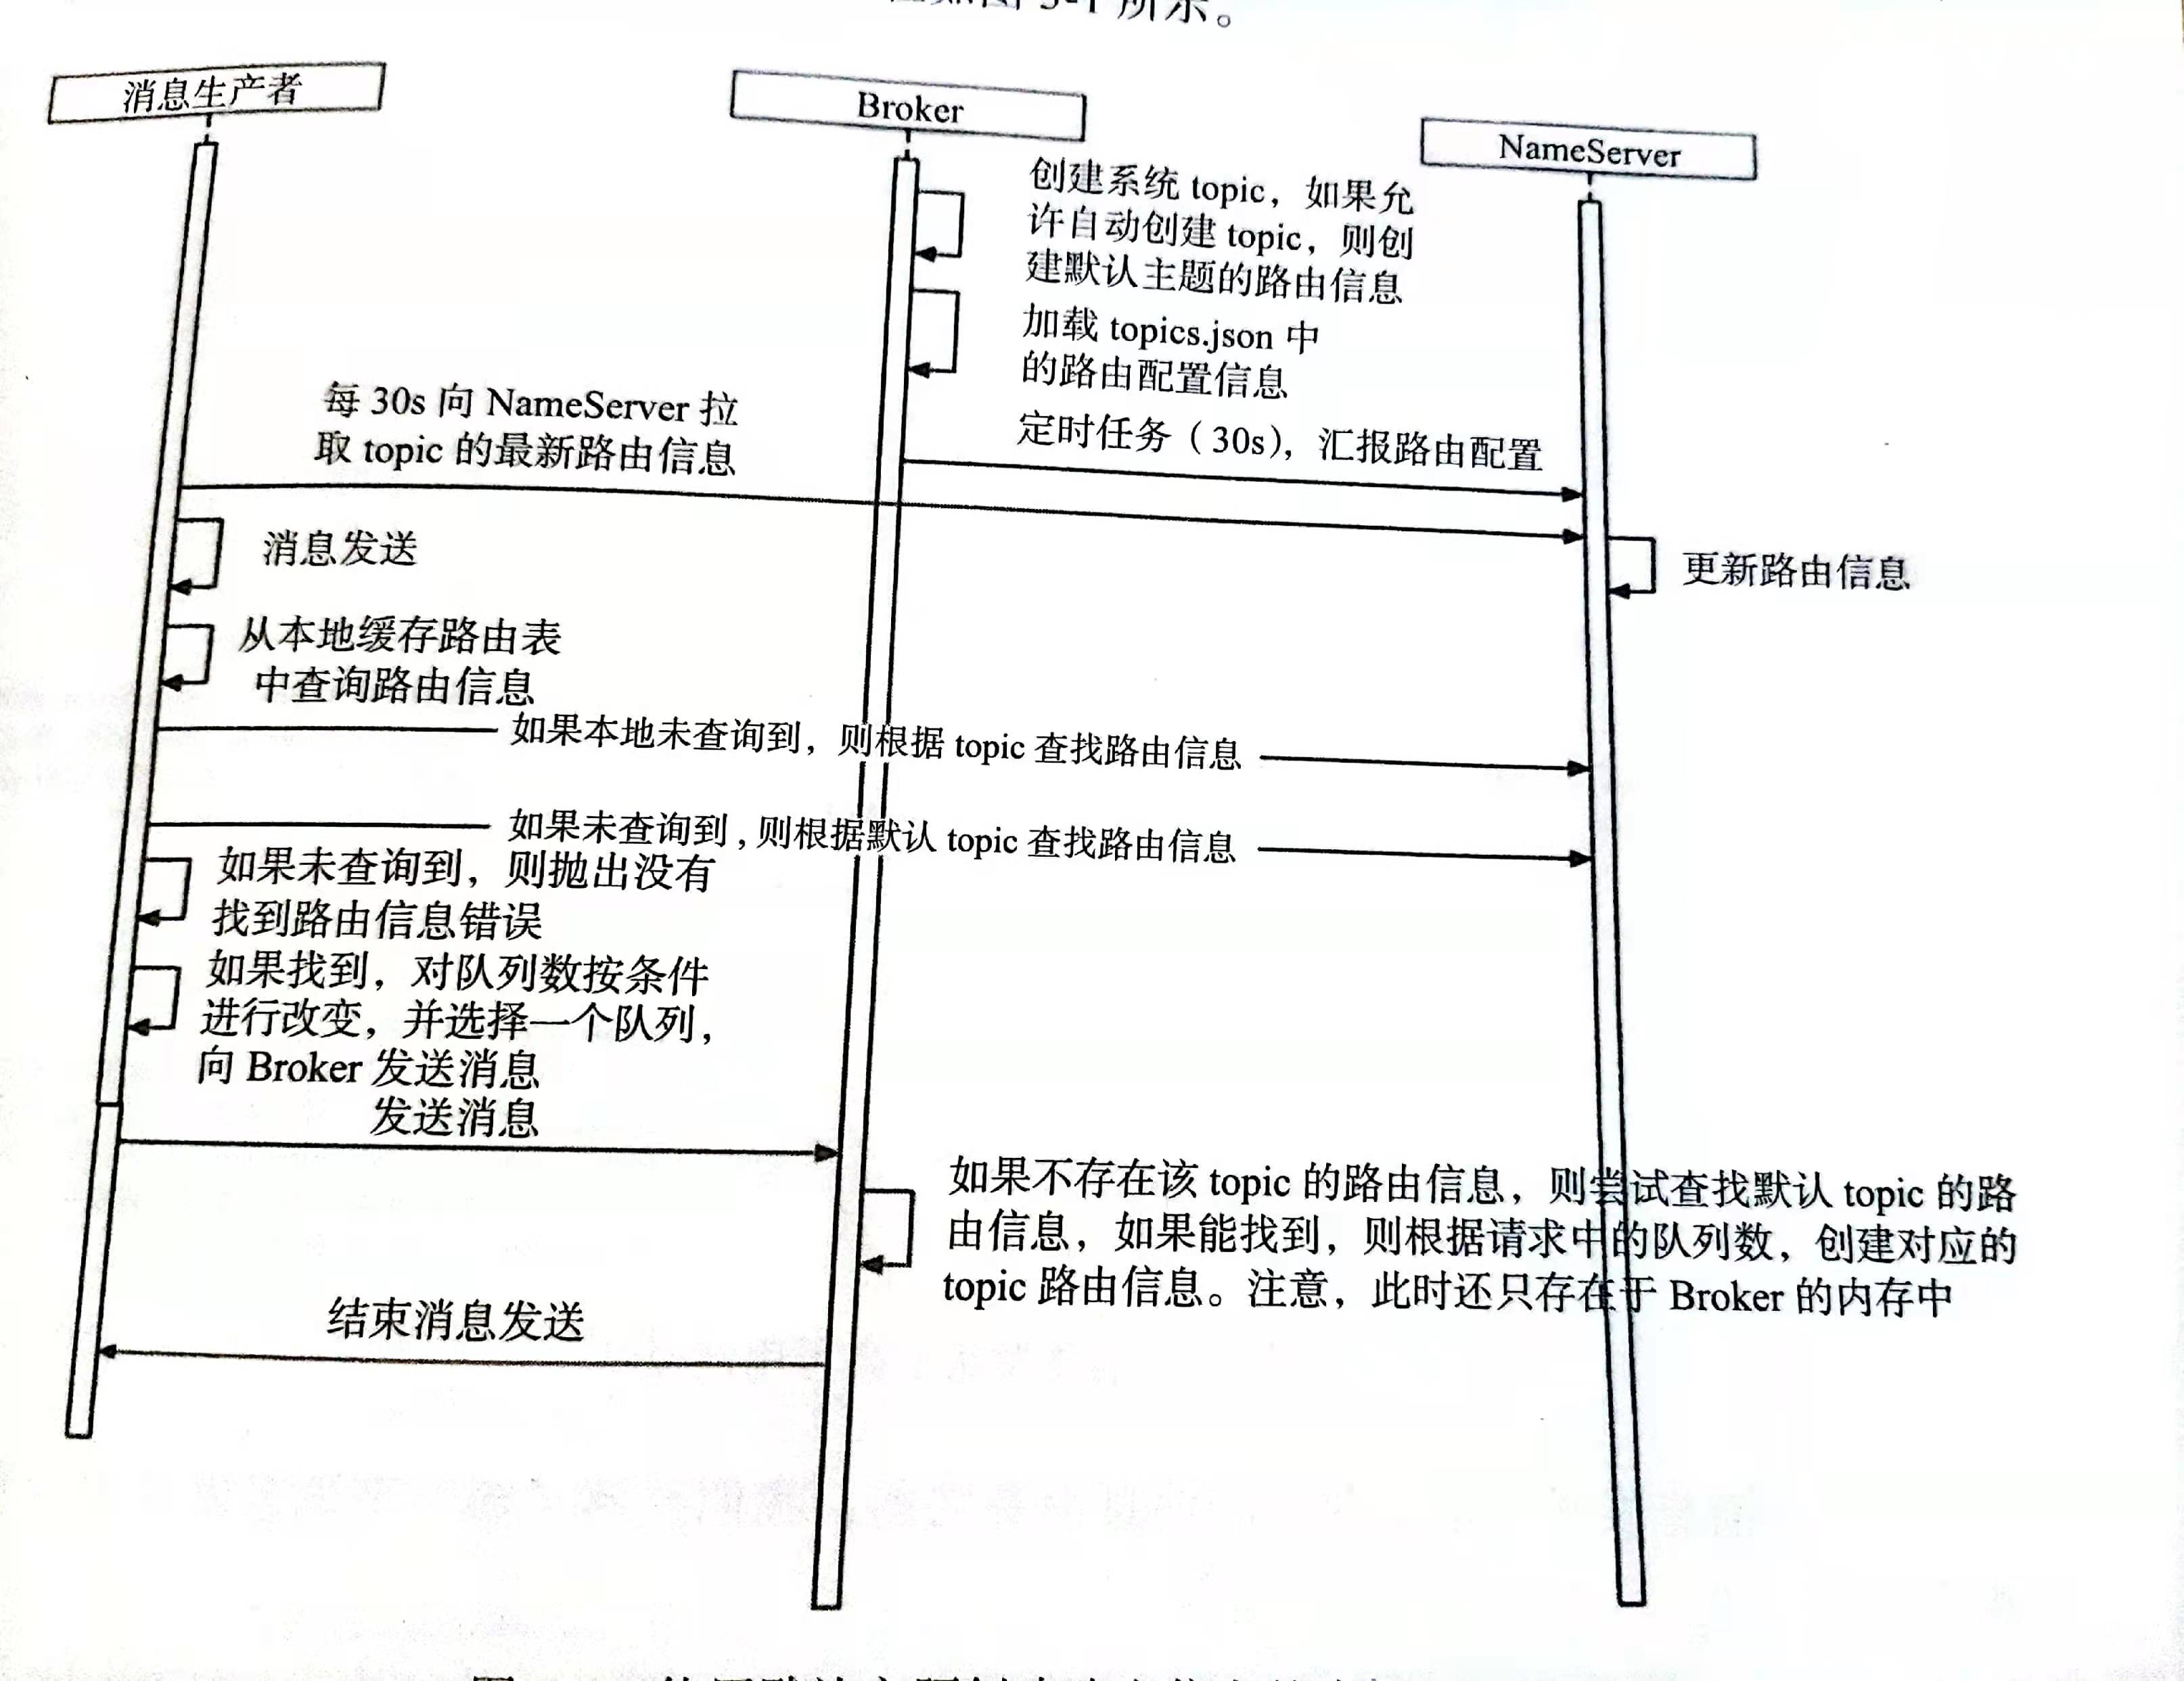 图 3-1 所示。
消息生产者
Broker
NameServer
创建系统 topic，如果允
许自动创建 topic，则创
建默认主题的路由信息
加载 topics.json 中
的路由配置信息
定时任务（30s），汇报路由配置
每 30s 向 NameServer 拉
取 topic 的最新路由信息
消息发送
更新路由信息
从本地缓存路由表
中查询路由信息
如果本地未查询到，则根据 topic 查找路由信息
如果未查询到，则根据默认 topic 查找路由信息
如果未查询到，则抛出没有
找到路由信息错误
如果找到，对队列数按条件
进行改变，并选择一个队列，
向 Broker 发送消息
发送消息
如果不存在该 topic 的路由信息，则尝试查找默认 topic 的路
由信息，如果能找到，则根据请求中的队列数，创建对应的
topic 路由信息。注意，此时还只存在于 Broker 的内存中
结束消息发送